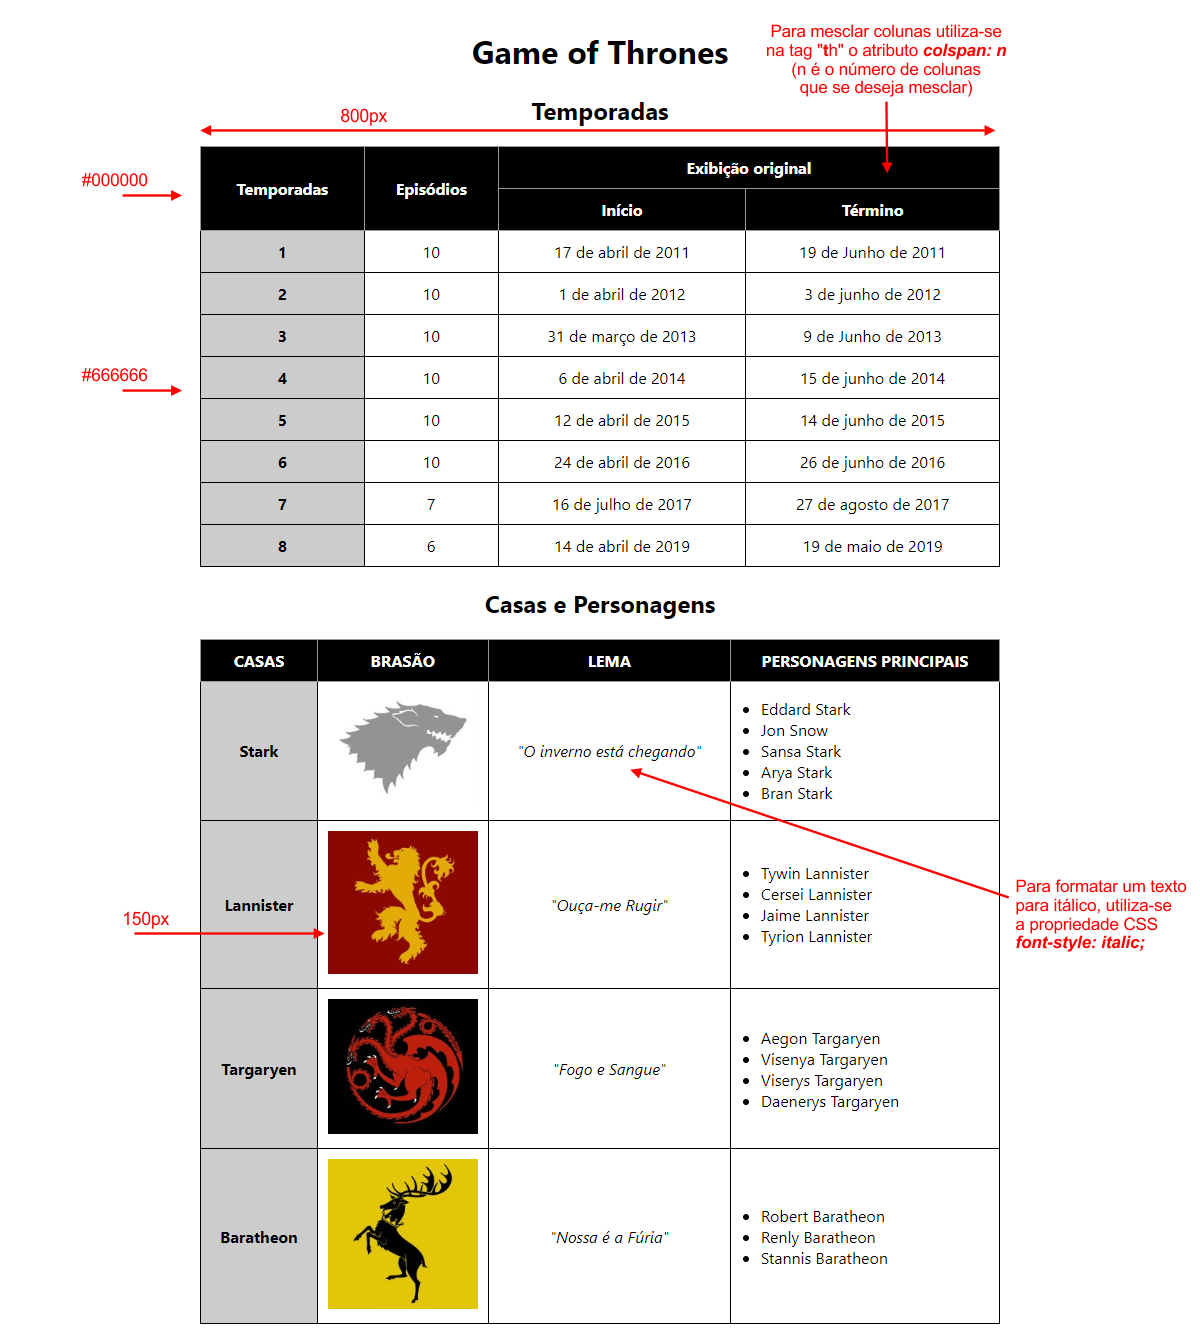 Game of Thrones
Para mesclar colunas utiliza-se
na tag "th" o atributo colspan: n
(n é o número de colunas
que se deseja mesclar)
Temporadas
800px
#000000
Temporadas Episódios Exibição original
Início Término
1 10 17 de abril de 2011 19 de Junho de 2011
2 10 1 de abril de 2012 3 de junho de 2012
3 10 31 de março de 2013 9 de Junho de 2013
#666666
4 10 6 de abril de 2014 15 de junho de 2014
5 10 12 de abril de 2015 14 de junho de 2015
6 10 24 de abril de 2016 26 de junho de 2016
7 7 16 de julho de 2017 27 de agosto de 2017
8 6 14 de abril de 2019 19 de maio de 2019
Casas e Personagens
CASAS BRASÃO LEMA PERSONAGENS PRINCIPAIS
Stark "O inverno está chegando"
• Eddard Stark
• Jon Snow
• Sansa Stark
• Arya Stark
• Bran Stark
Para formatar um texto
para itálico, utiliza-se
a propriedade CSS
font-style: italic;
150px
Lannister "Ouça-me Rugir"
• Tywin Lannister
• Cersei Lannister
• Jaime Lannister
• Tyrion Lannister
Targaryen "Fogo e Sangue"
• Aegon Targaryen
• Visenya Targaryen
• Viserys Targaryen
• Daenerys Targaryen
Baratheon "Nossa é a Fúria"
• Robert Baratheon
• Renly Baratheon
• Stannis Baratheon